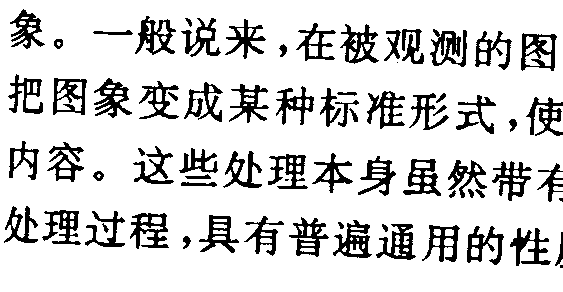 象。一般说来,在被观测的图
把图象变成某种标准形式,使
内容。这些处理本身虽然带有
处理过程,具有普遍通用的性